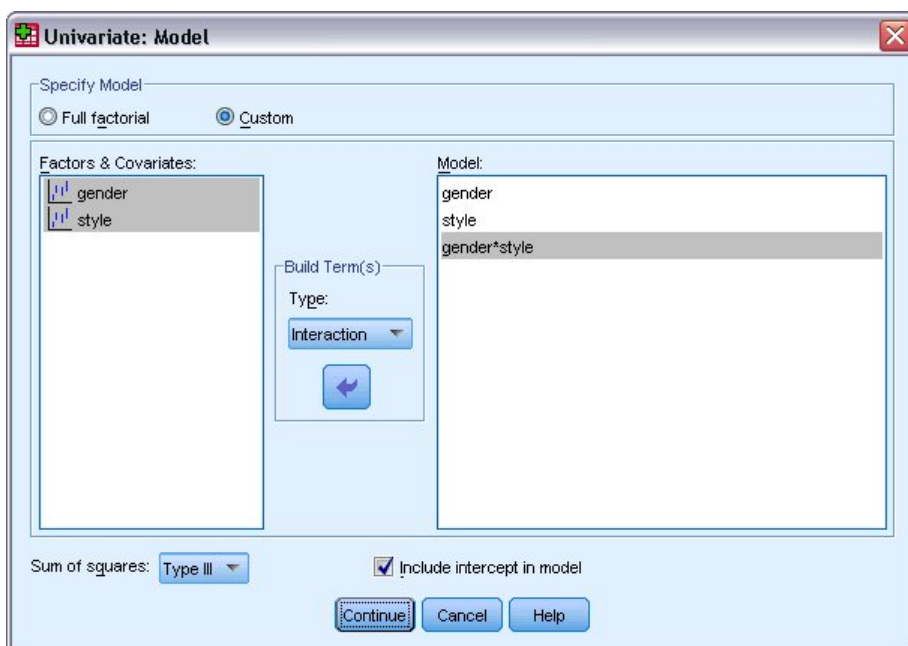 Univariate: Model
Specify Model
Full factorial
Custom
Factors & Covariates:
gender
style
Build Term(s)
Type:
Interaction
Model:
gender
style
gender*style
Sum of squares:
Type III
Include intercept in model
Continue
Cancel
Help